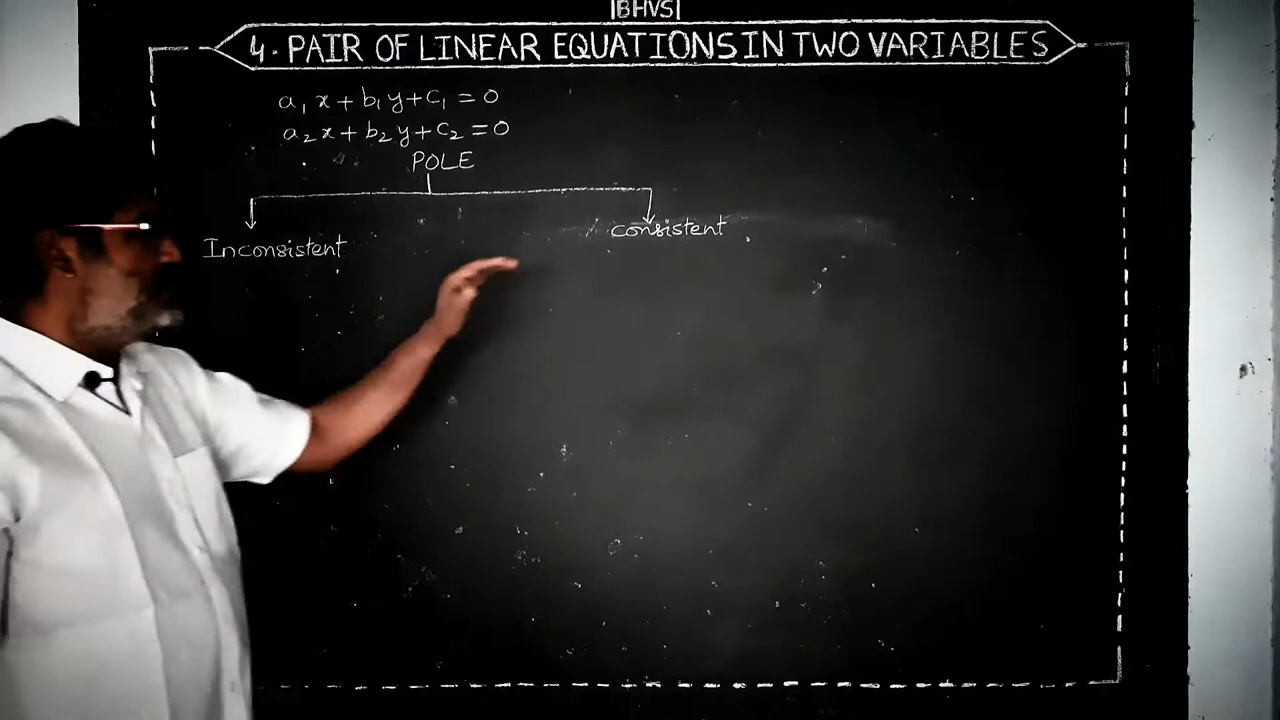 |BHVS|
4. PAIR OF LINEAR EQUATIONS IN TWO VARIABLES
a₁x + b₁y + c₁ = 0
a₂x + b₂y + c₂ = 0
POLE
Inconsistent consistent